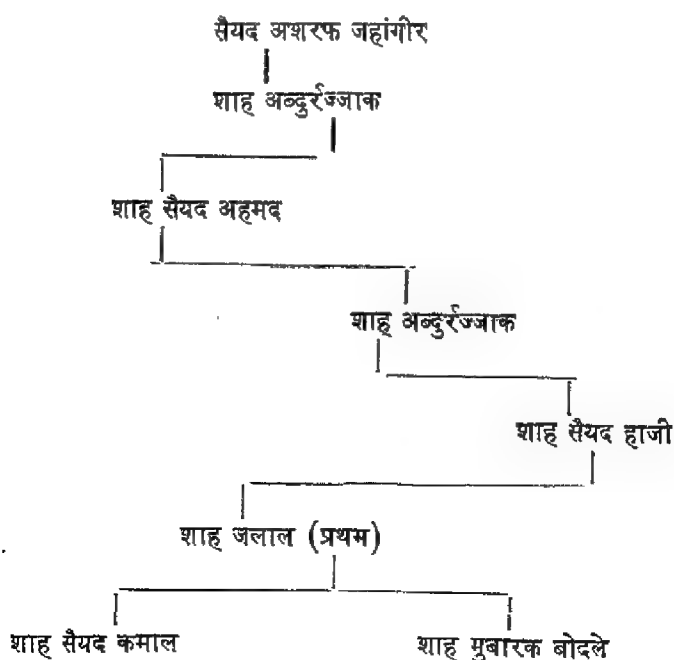 सैयद अशरफ जहांगीर
शाह अब्दुर्रज्जाक
शाह सैयद अहमद
शाह अब्दुर्रज्जाक
शाह सैयद हाजी
शाह जलाल (प्रथम)
शाह सैयद कमाल शाह मुबारक बोदले